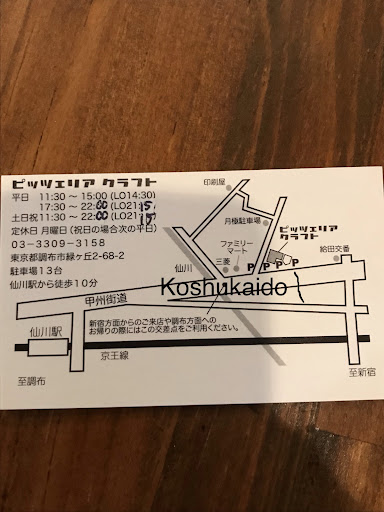 ピッツェリア クラフト
平日 11:30 ～ 15:00 (LO14:30)
17:30 ～ 22:00 (LO21:15)
土日祝 11:30 ～ 22:00 (LO21:15)
定休日 月曜日 (祝日の場合次の平日)
03-3309-3158
東京都調布市緑ヶ丘2-68-2
駐車場13台
仙川駅から徒歩10分
印刷屋
月極駐車場
ピッツェリア
クラフト
ファミリー
マート
給田交番
仙川
三菱
P P P P
Koshukaido
甲州街道
新宿方面からのご来店や調布方面への
お帰りの際にはこの交差点をご利用ください。
仙川駅
京王線
至調布
至新宿